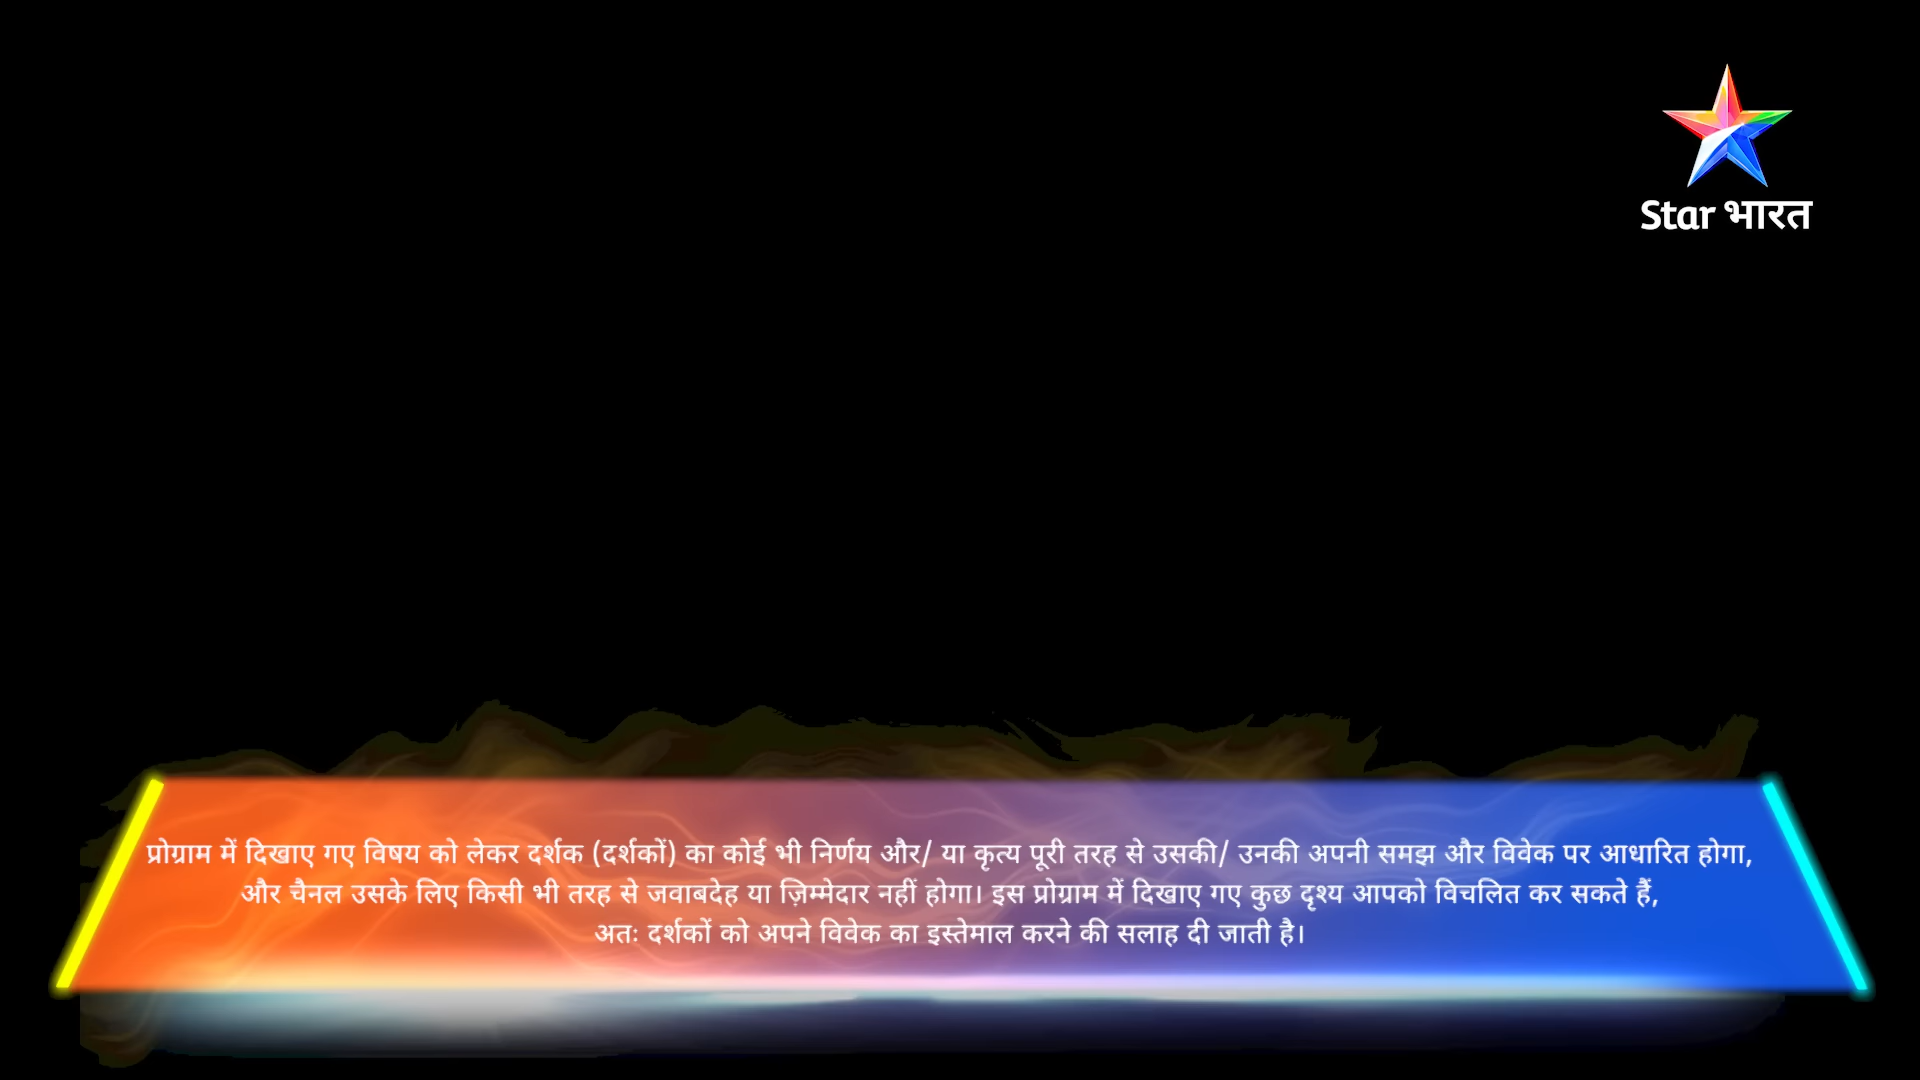 Star भारत
प्रोग्राम में दिखाए गए विषय को लेकर दर्शक (दर्शकों) का कोई भी निर्णय और/ या कृत्य पूरी तरह से उसकी/ उनकी अपनी समझ और विवेक पर आधारित होगा,
और चैनल उसके लिए किसी भी तरह से जवाबदेह या ज़िम्मेदार नहीं होगा। इस प्रोग्राम में दिखाए गए कुछ दृश्य आपको विचलित कर सकते हैं,
अतः दर्शकों को अपने विवेक का इस्तेमाल करने की सलाह दी जाती है।